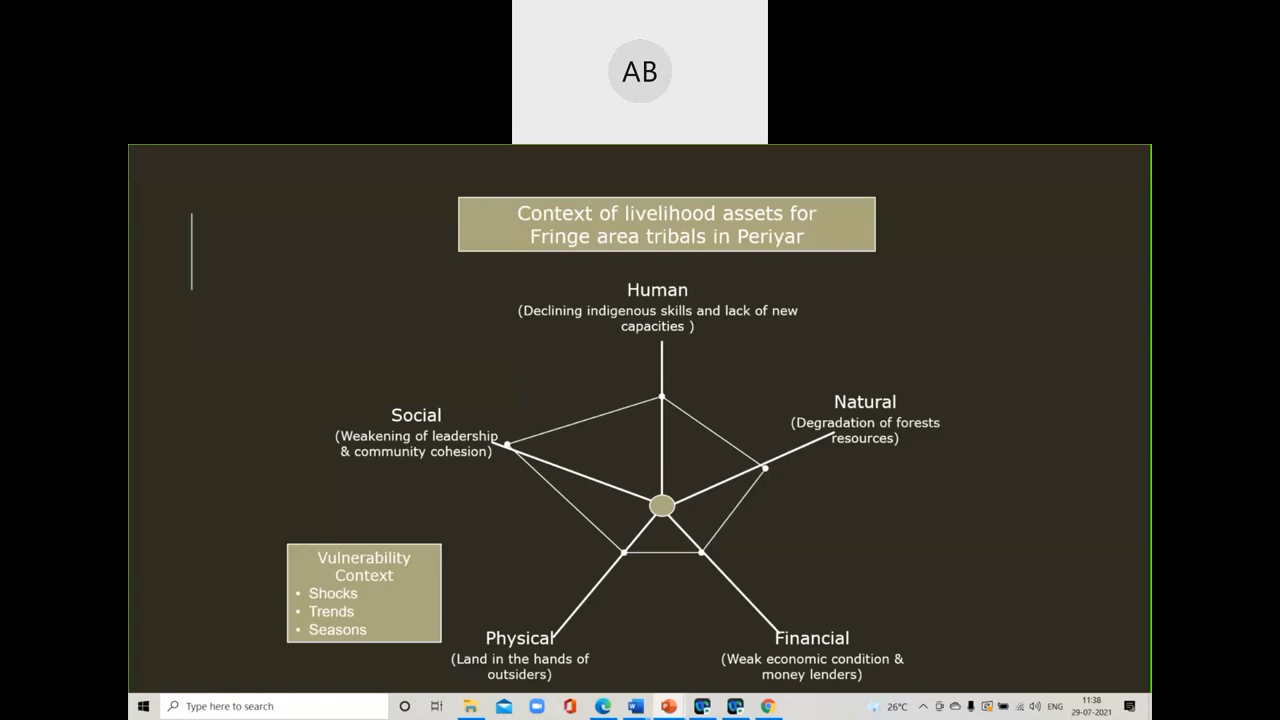 AB
Context of livelihood assets for
Fringe area tribals in Periyar
Human
(Declining indigenous skills and lack of new
capacities )
Natural
(Degradation of forests
resources)
Social
(Weakening of leadership
& community cohesion)
Vulnerability
Context
• Shocks
• Trends
• Seasons
Physical
(Land in the hands of
outsiders)
Financial
(Weak economic condition &
money lenders)
Type here to search
26°C
ENG
11:38
29-07-2021